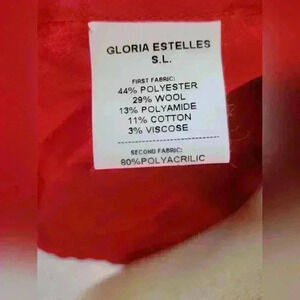 GLORIA ESTELLES
S.L.
FIRST FABRIC:
44% POLYESTER
29% WOOL
13% POLYAMIDE
11% COTTON
3% VISCOSE
SECOND FABRIC:
80%POLYACRILIC